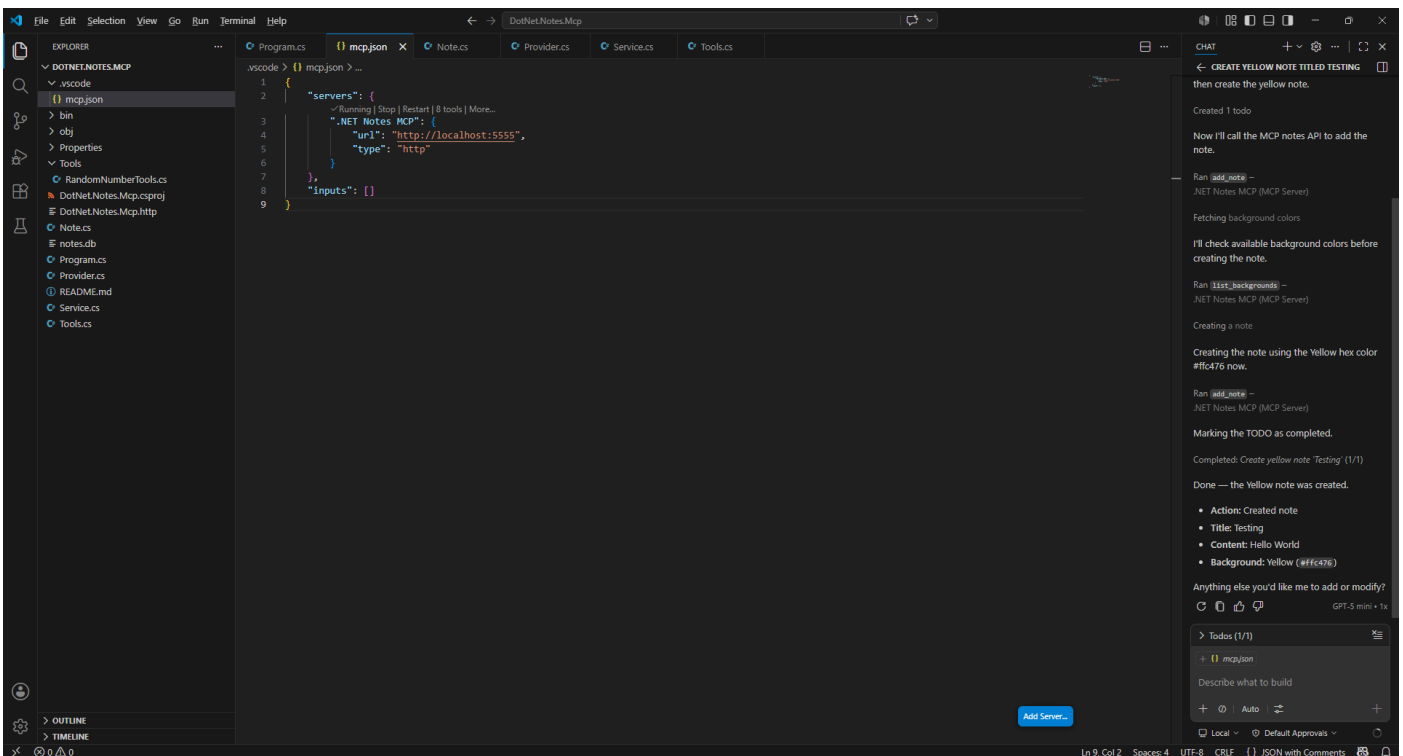 File Edit Selection View Go Run Terminal Help
DotNet.Notes.Mcp
EXPLORER
DOTNET.NOTES.MCP
.vscode
{} mcp.json
bin
obj
Properties
Tools
C# RandomNumberTools.cs
DotNet.Notes.Mcp.csproj
DotNet.Notes.Mcp.http
C# Note.cs
notes.db
C# Program.cs
C# Provider.cs
README.md
C# Service.cs
C# Tools.cs
OUTLINE
TIMELINE
C# Program.cs {} mcp.json C# Note.cs C# Provider.cs C# Service.cs C# Tools.cs
.vscode > {} mcp.json > ...
1 {
2 "servers": {
Running | Stop | Restart | 8 tools | More...
3 ".NET Notes MCP": {
4 "url": "http://localhost:5555",
5 "type": "http"
6 }
7 },
8 "inputs": []
9 }
Add Server...
CHAT
CREATE YELLOW NOTE TITLED TESTING
then create the yellow note.
Created 1 todo
Now I'll call the MCP notes API to add the
note.
Ran add_note –
.NET Notes MCP (MCP Server)
Fetching background colors
I'll check available background colors before
creating the note.
Ran list_backgrounds –
.NET Notes MCP (MCP Server)
Creating a note
Creating the note using the Yellow hex color
#ffc476 now.
Ran add_note –
.NET Notes MCP (MCP Server)
Marking the TODO as completed.
Completed: Create yellow note 'Testing' (1/1)
Done — the Yellow note was created.
• Action: Created note
• Title: Testing
• Content: Hello World
• Background: Yellow (#ffc476)
Anything else you'd like me to add or modify?
GPT-5 mini • 1x
Todos (1/1)
+ {} mcp.json
Describe what to build
Auto
Local Default Approvals
0 0 Ln 9, Col 2 Spaces: 4 UTF-8 CRLF {} JSON with Comments